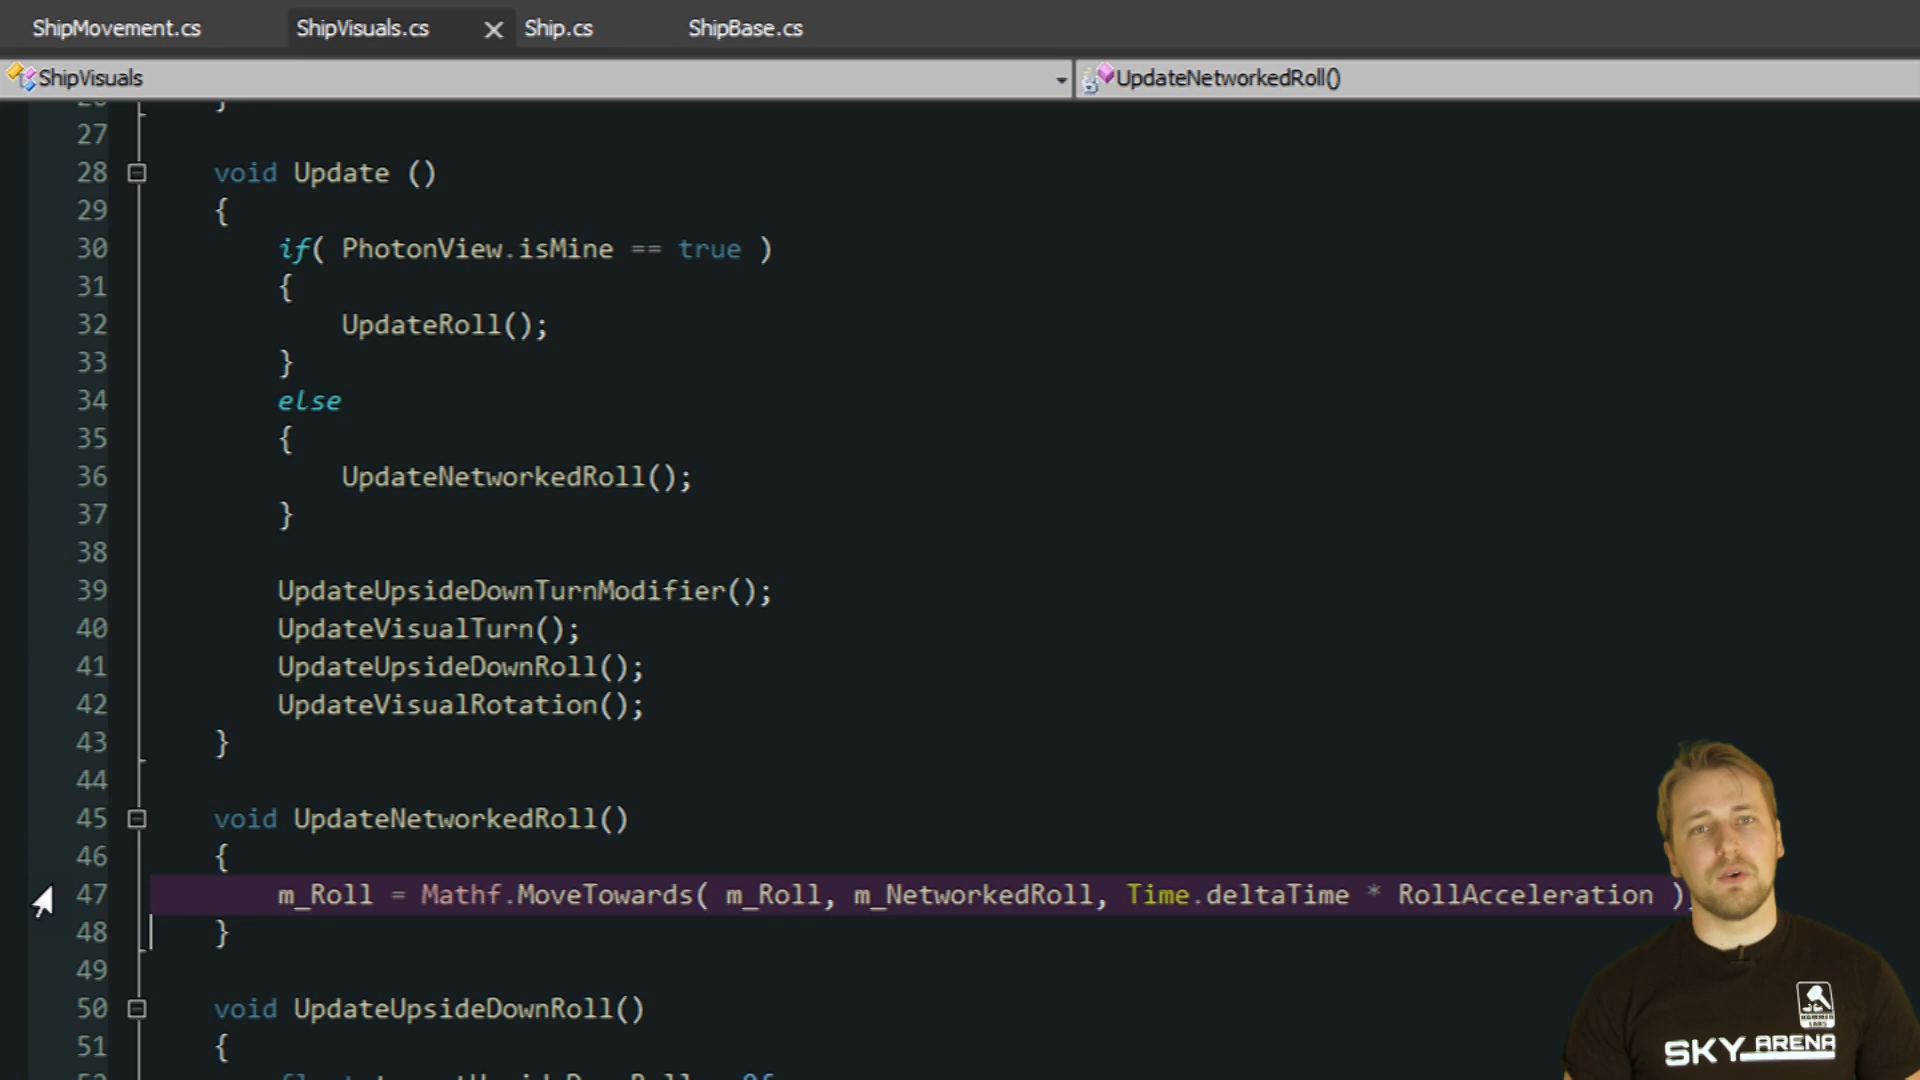 ShipMovement.cs ShipVisuals.cs Ship.cs ShipBase.cs
ShipVisuals UpdateNetworkedRoll()
27
28 void Update ()
29 {
30 if( PhotonView.isMine == true )
31 {
32 UpdateRoll();
33 }
34 else
35 {
36 UpdateNetworkedRoll();
37 }
38
39 UpdateUpsideDownTurnModifier();
40 UpdateVisualTurn();
41 UpdateUpsideDownRoll();
42 UpdateVisualRotation();
43 }
44
45 void UpdateNetworkedRoll()
46 {
47 m_Roll = Mathf.MoveTowards( m_Roll, m_NetworkedRoll, Time.deltaTime * RollAcceleration )
48 }
49
50 void UpdateUpsideDownRoll()
51 {
SKY ARENA